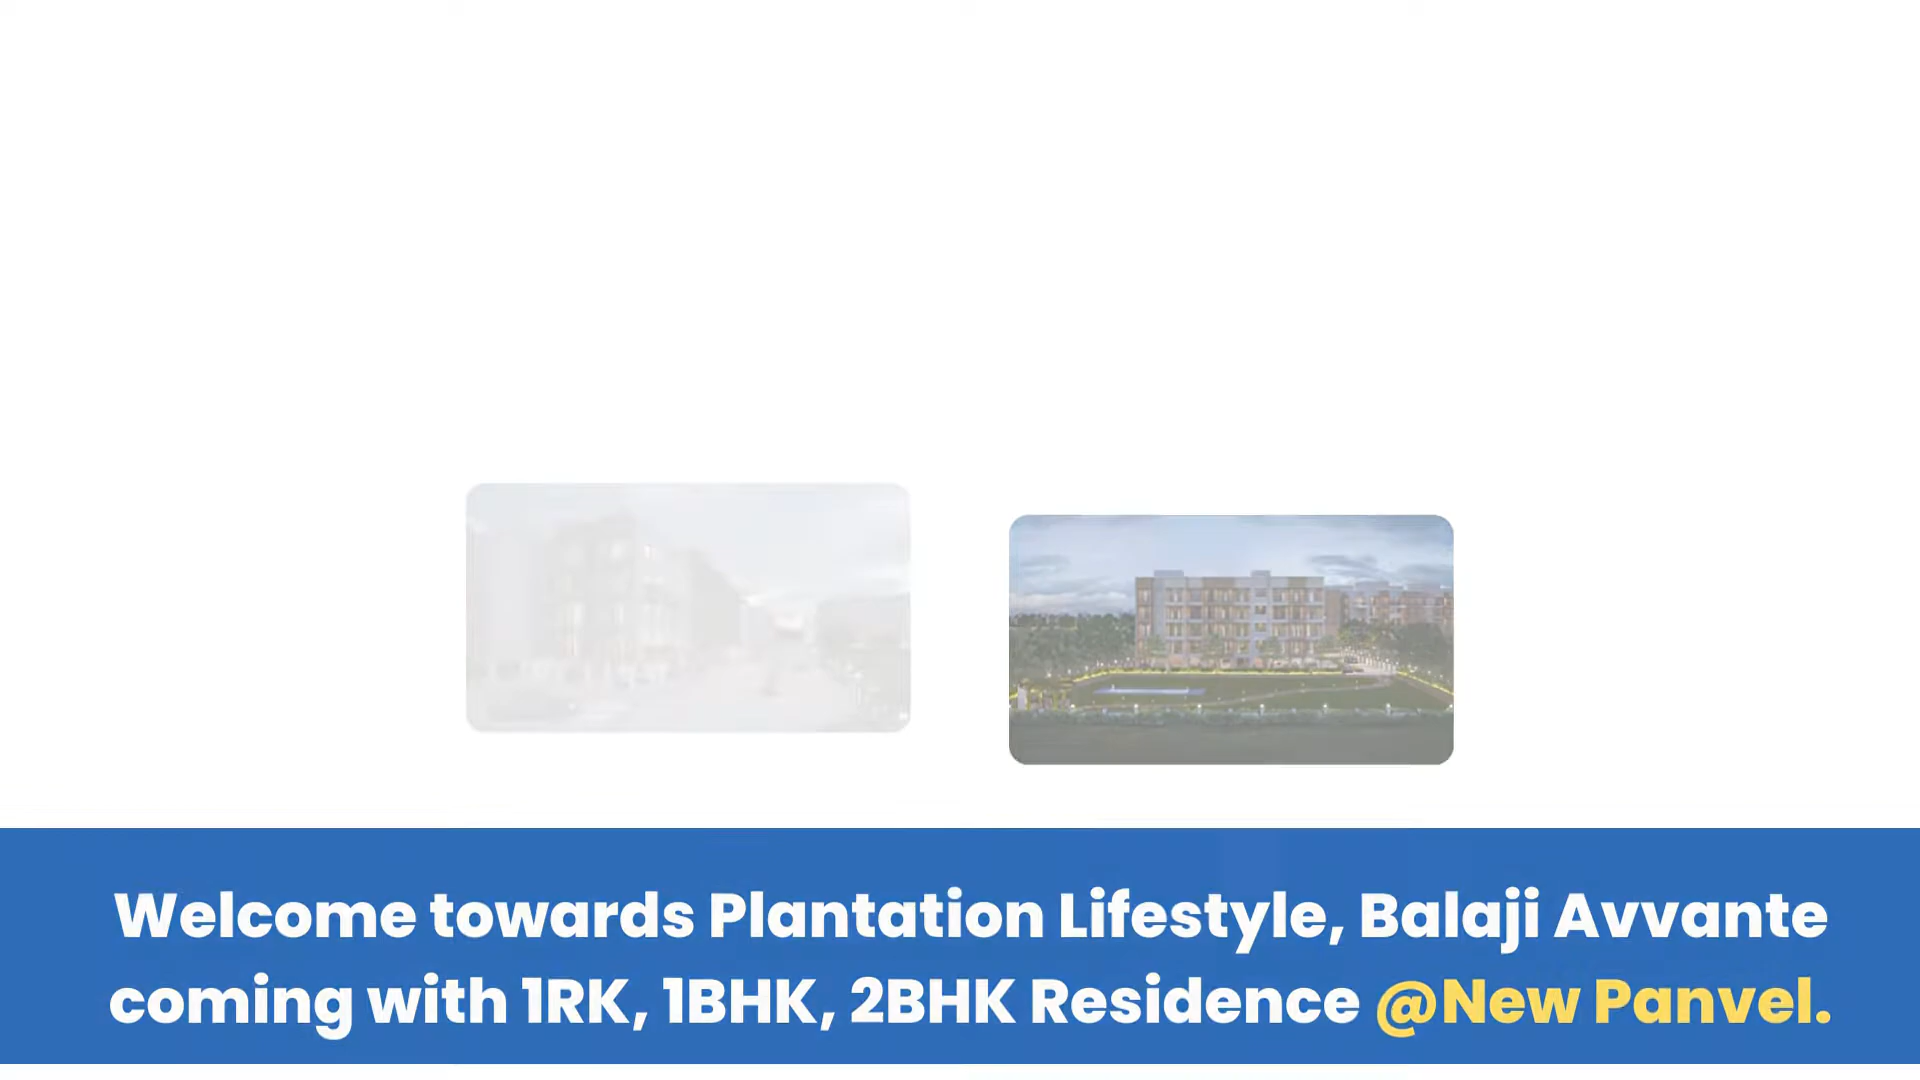 Welcome towards Plantation Lifestyle, Balaji Avvante
coming with 1RK, 1BHK, 2BHK Residence @New Panvel.